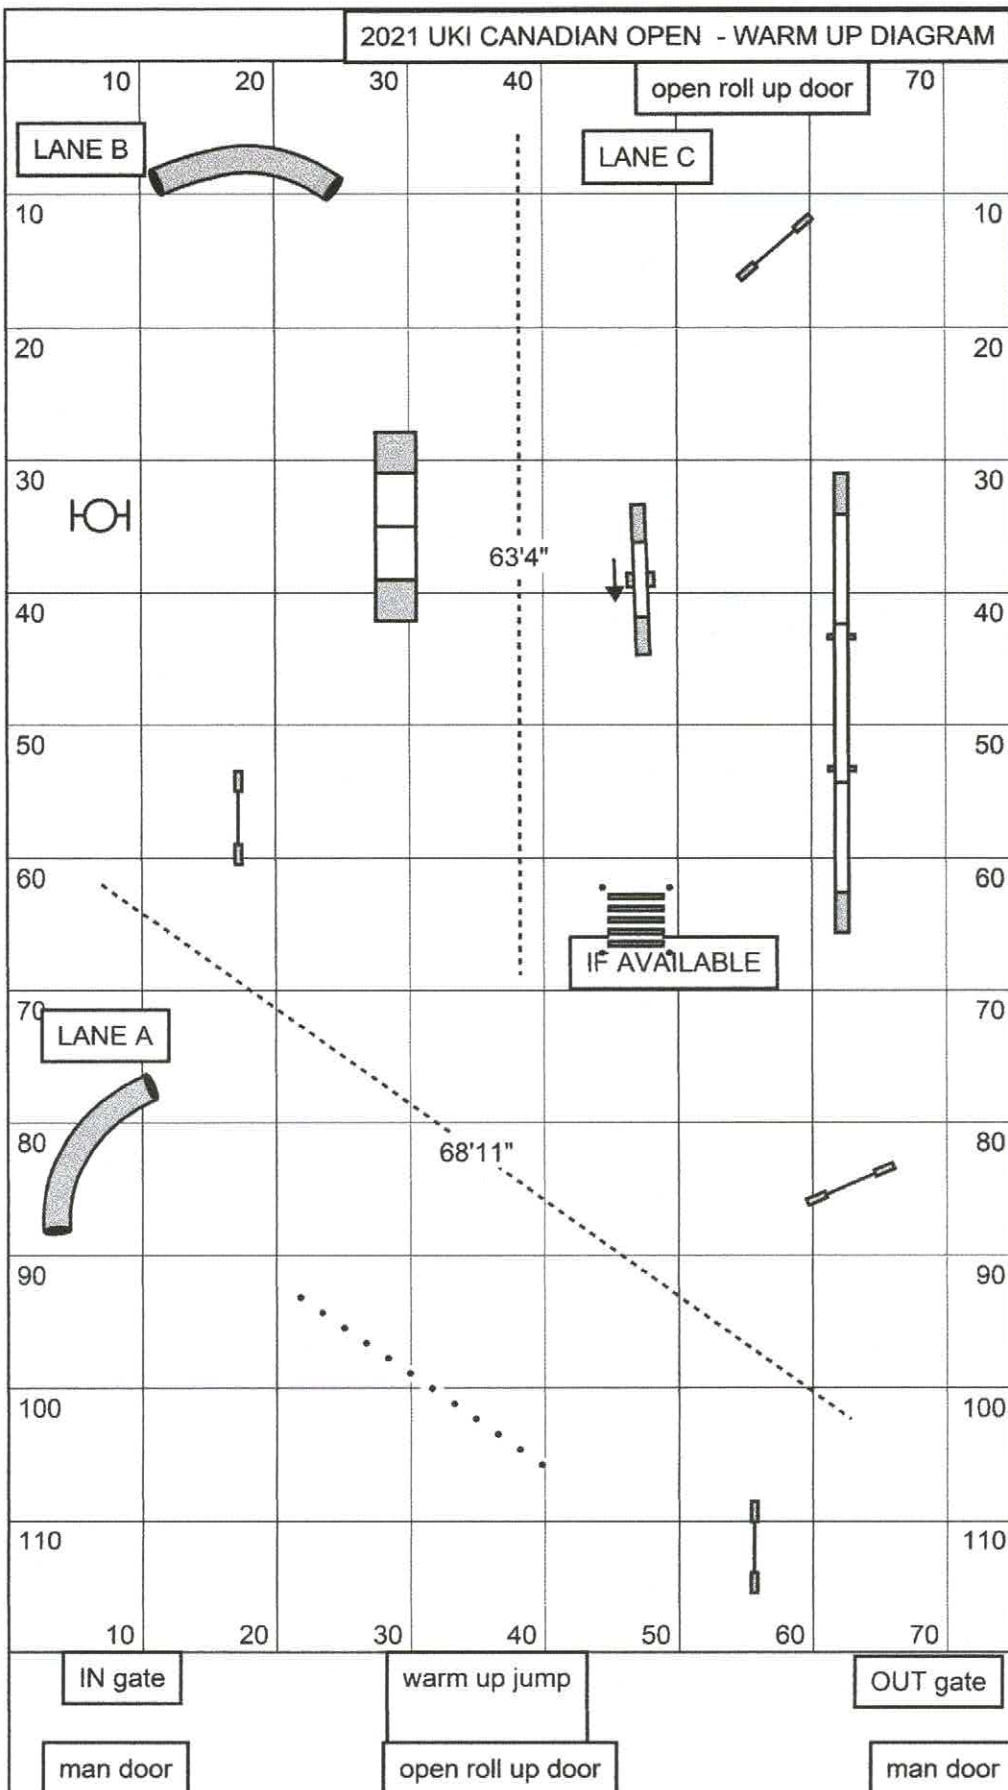 2021 UKI CANADIAN OPEN - WARM UP DIAGRAM
10 20 30 40 open roll up door 70
LANE B LANE C
10 10
20 20
30 30
63'4"
40 40
50 50
60 60
IF AVAILABLE
70 70
LANE A
80 80
68'11"
90 90
100 100
110 110
10 20 30 40 50 60 70
IN gate warm up jump OUT gate
man door open roll up door man door